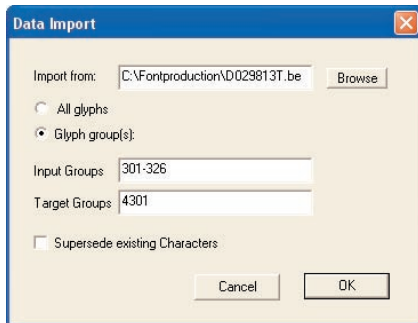 Data Import
Import from: C:\Fontproduction\D029813T.be Browse
All glyphs
Glyph group(s):
Input Groups 301-326
Target Groups 4301
Supersede existing Characters
Cancel OK